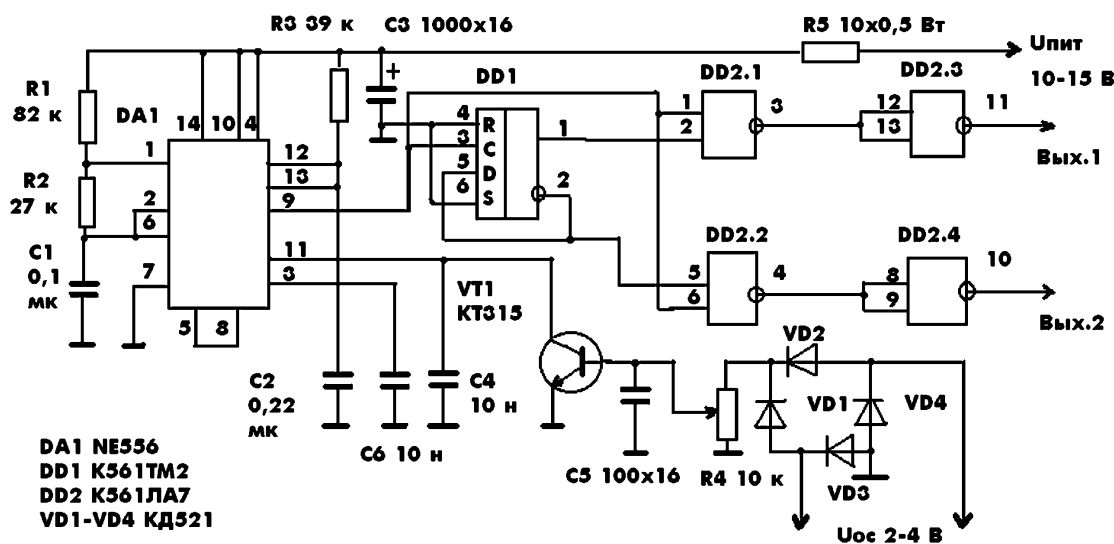 R3 39 к
C3 1000x16
R5 10x0,5 Вт
Uпит
10-15 В
R1
82 к
DA1
14 10 4
+
DD1
DD2.1
DD2.3
1
12
13
9
4 R
3 C
5 D
6 S
1
2
1
2
3
12
13
11
Вых.1
R2
27 к
2
6
C1
0,1
мк
7
11
3
5 8
VT1
КТ315
DD2.2
DD2.4
5
6
4
8
9
10
Вых.2
C2
0,22
мк
C4
10 н
VD2
VD1
VD4
C6 10 н
C5 100x16
R4 10 к
VD3
Uос 2-4 В
DA1 NE556
DD1 К561ТМ2
DD2 К561ЛА7
VD1-VD4 КД521